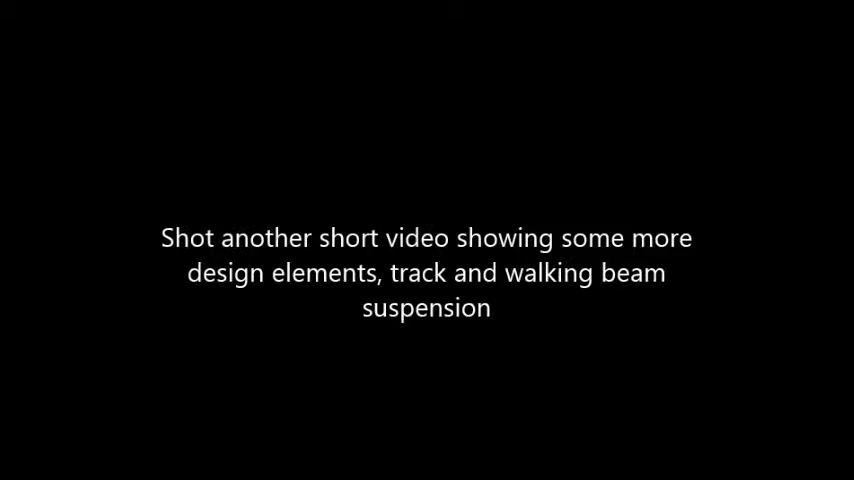 Shot another short video showing some more
design elements, track and walking beam
suspension